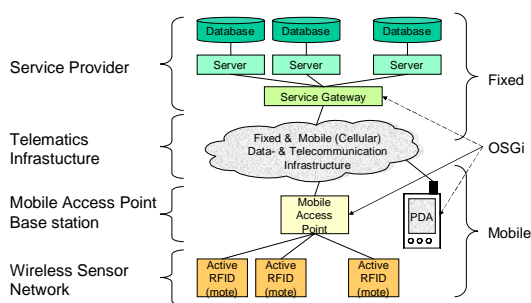 Database
Database
Database
Service Provider
Server
Server
Server
Fixed
Service Gateway
Telematics
Infrastucture
Fixed & Mobile (Cellular)
Data- & Telecommunication
Infrastructure
OSGi
Mobile Access Point
Base station
Mobile
Access
Point
PDA
Mobile
Wireless Sensor
Network
Active
RFID
(mote)
Active
RFID
(mote)
Active
RFID
(mote)